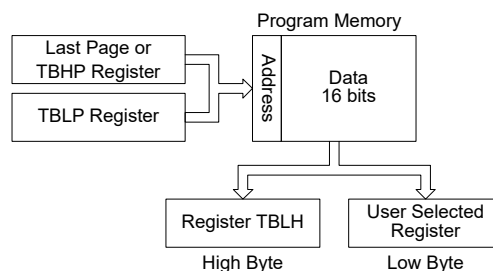 Program Memory
Last Page or
TBHP Register
TBLP Register
Address
Data
16 bits
Register TBLH
User Selected
Register
High Byte
Low Byte